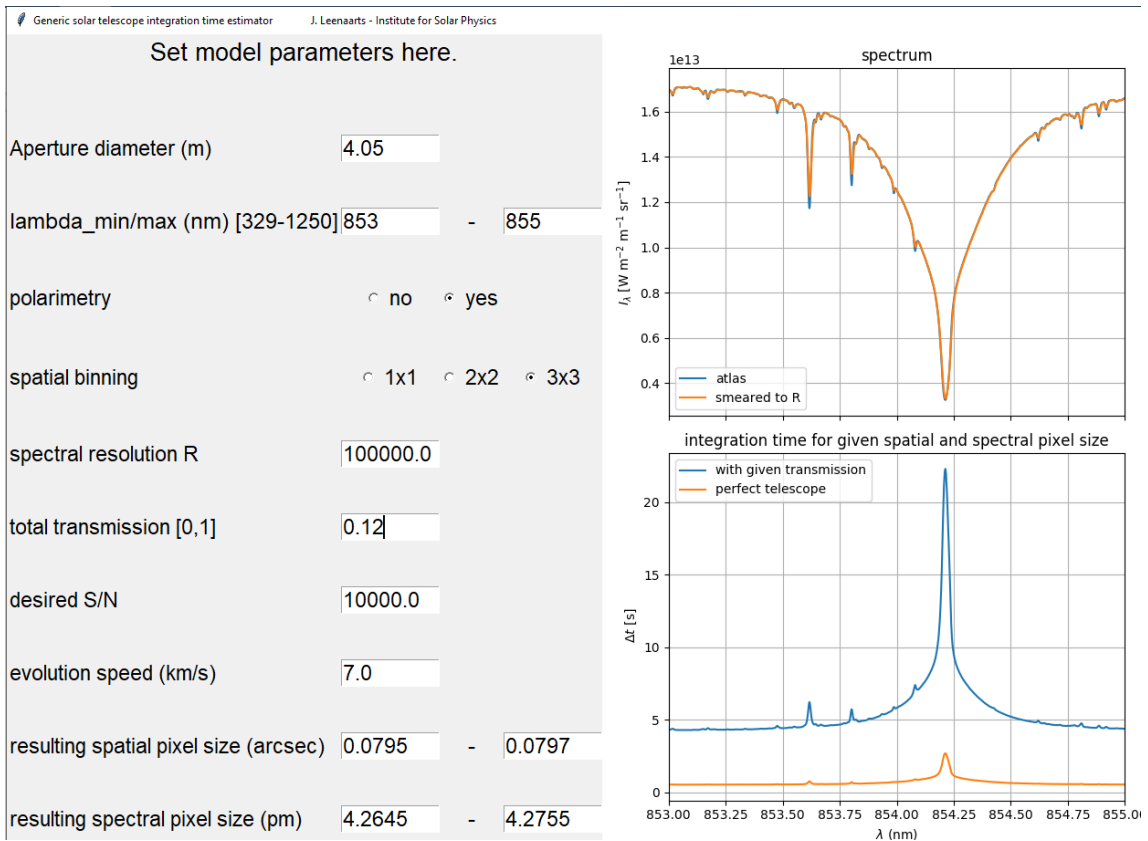 Generic solar telescope integration time estimator J. Leenaarts - Institute for Solar Physics
Set model parameters here.
Aperture diameter (m) 4.05
lambda_min/max (nm) [329-1250] 853 - 855
polarimetry no yes
spatial binning 1x1 2x2 3x3
spectral resolution R 100000.0
total transmission [0,1] 0.12
desired S/N 10000.0
evolution speed (km/s) 7.0
resulting spatial pixel size (arcsec) 0.0795 - 0.0797
resulting spectral pixel size (pm) 4.2645 - 4.2755
spectrum
1e13
1.6
1.4
1.2
1.0
0.8
0.6
0.4
I_λ [W m⁻² m⁻¹ sr⁻¹]
atlas
smeared to R
integration time for given spatial and spectral pixel size
with given transmission
perfect telescope
20
15
10
5
0
Δt [s]
853.00 853.25 853.50 853.75 854.00 854.25 854.50 854.75 855.00
λ (nm)